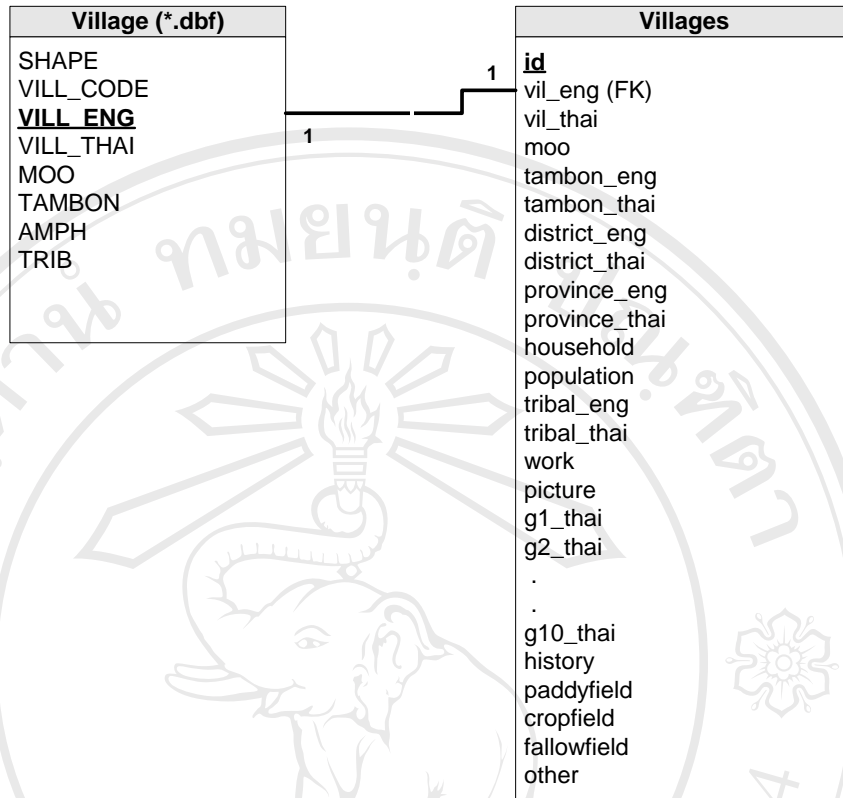 Village (*.dbf)
SHAPE
VILL_CODE
VILL_ENG
VILL_THAI
MOO
TAMBON
AMPH
TRIB
1
1
Villages
id
vil_eng (FK)
vil_thai
moo
tambon_eng
tambon_thai
district_eng
district_thai
province_eng
province_thai
household
population
tribal_eng
tribal_thai
work
picture
g1_thai
g2_thai
.
.
g10_thai
history
paddyfield
cropfield
fallowfield
other